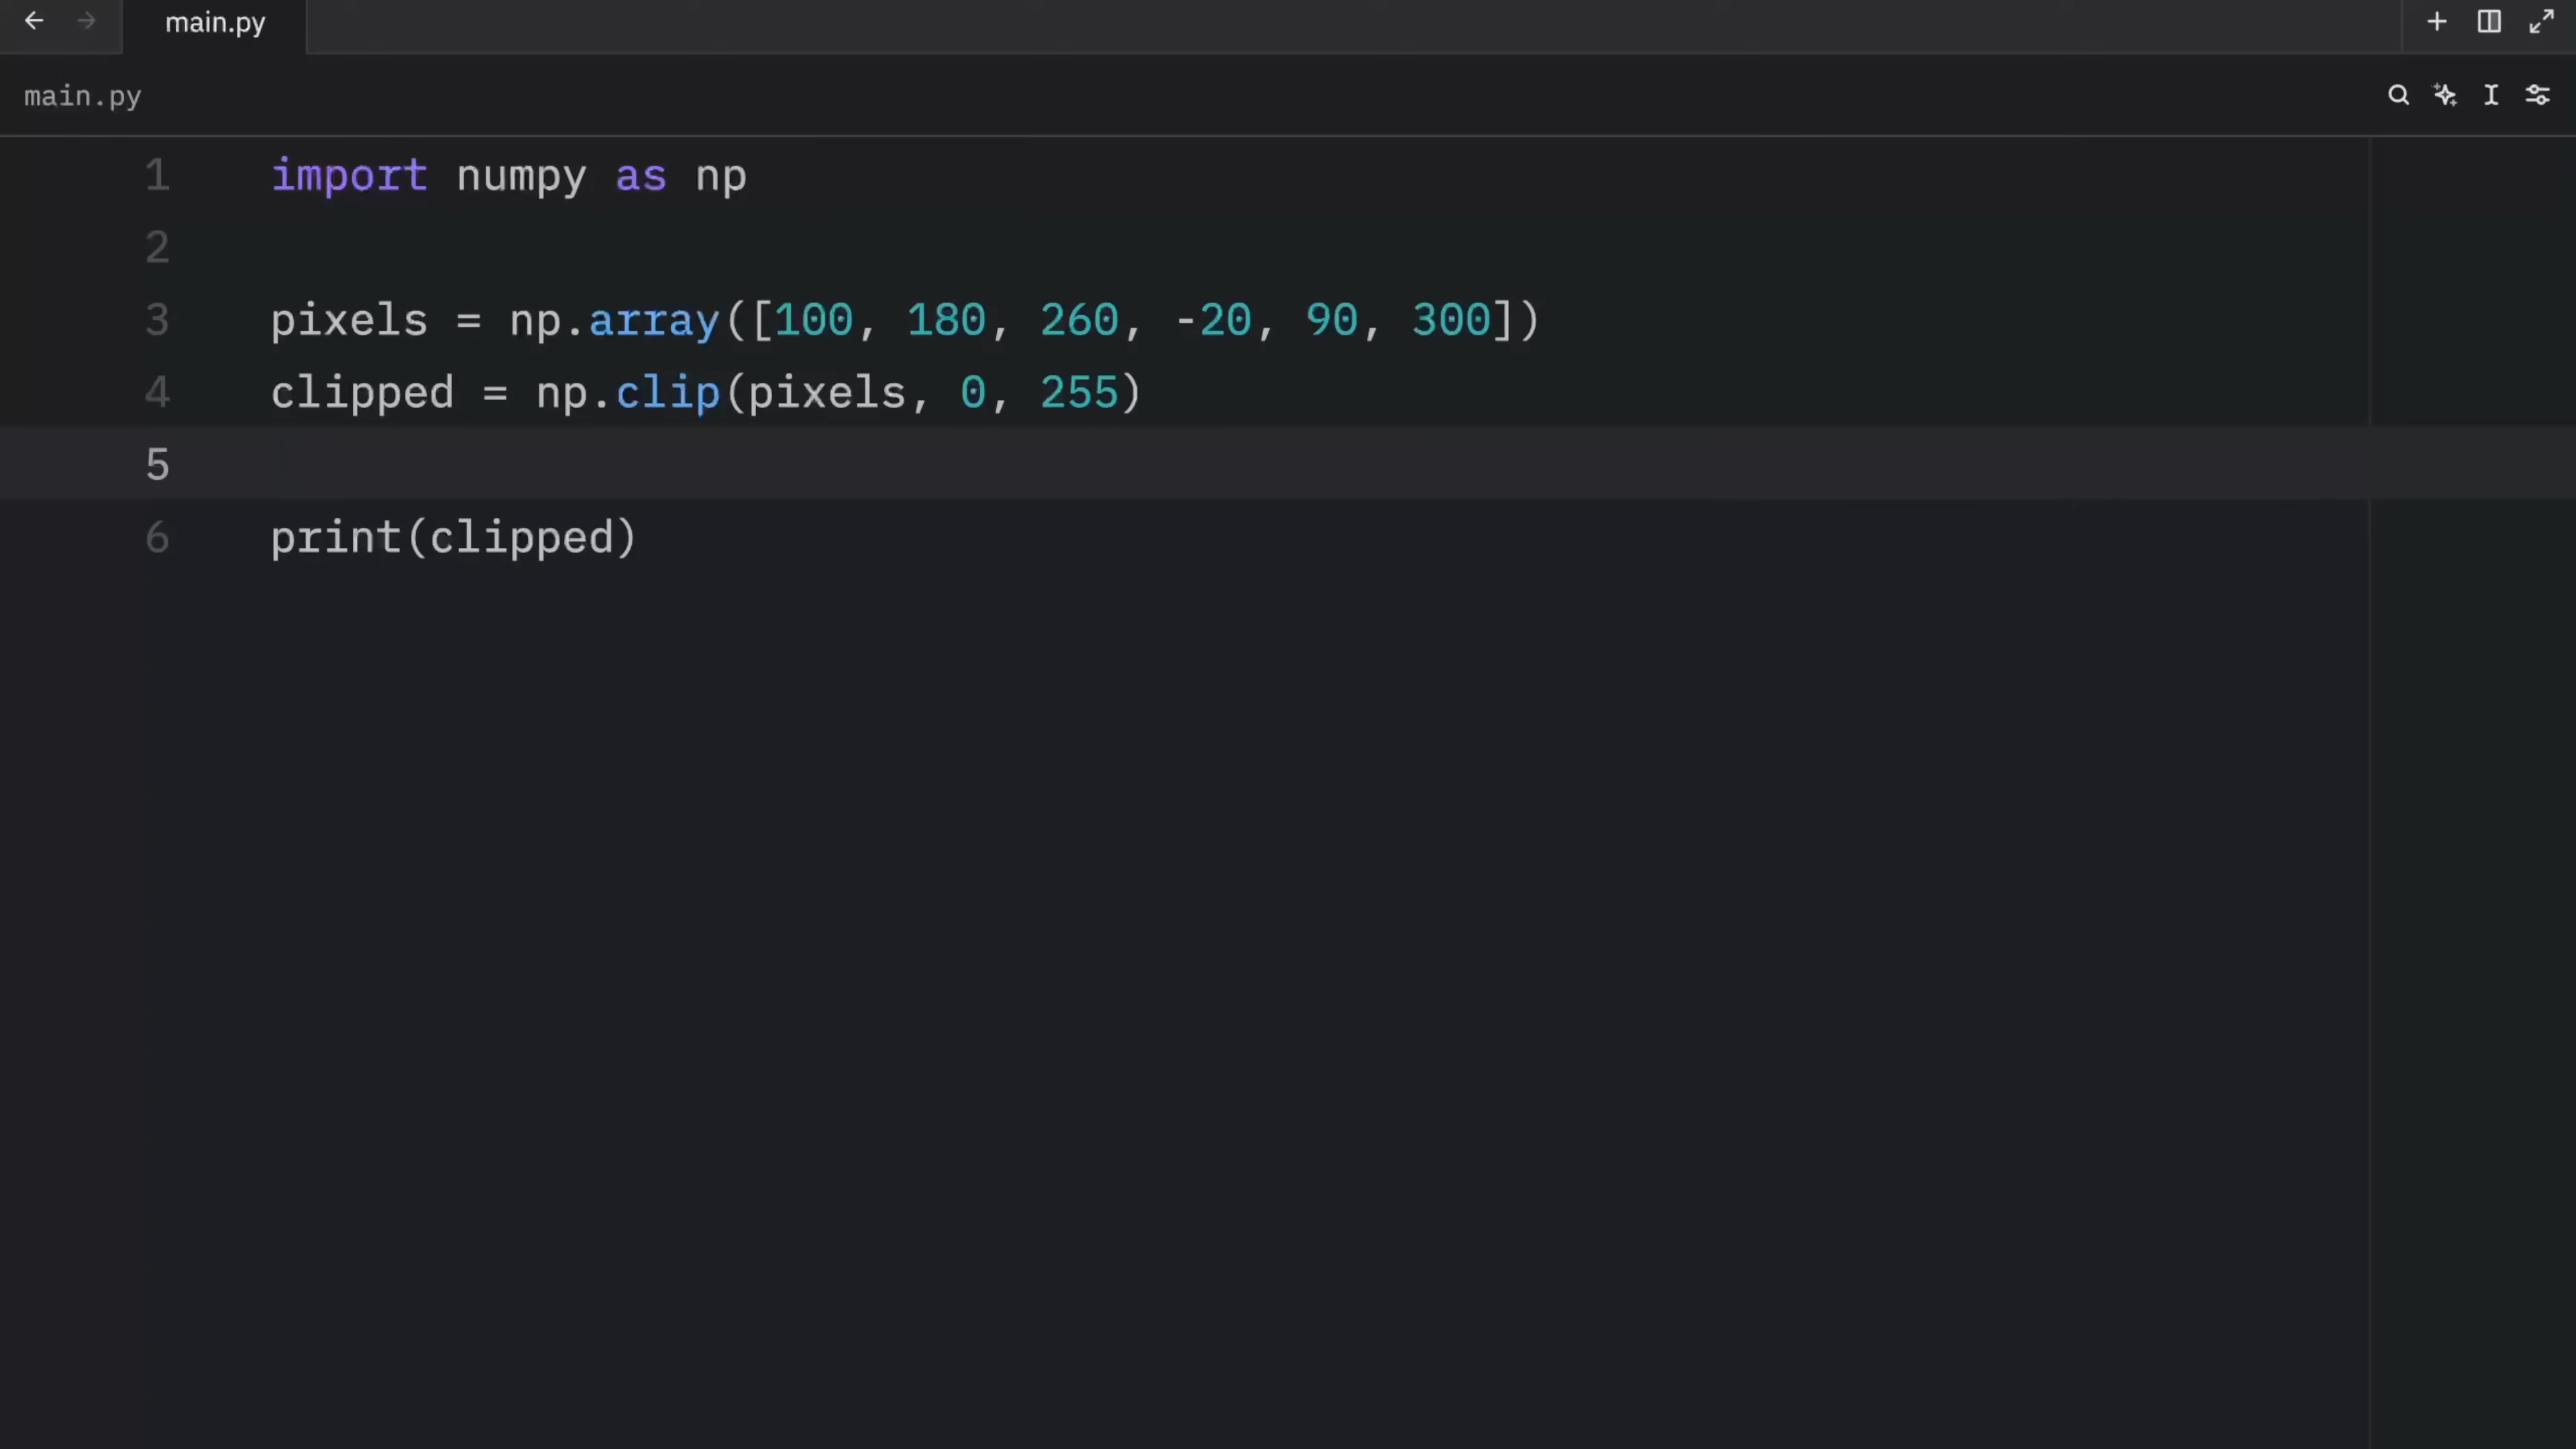 main.py
main.py
1 import numpy as np
2
3 pixels = np.array([100, 180, 260, -20, 90, 300])
4 clipped = np.clip(pixels, 0, 255)
5
6 print(clipped)